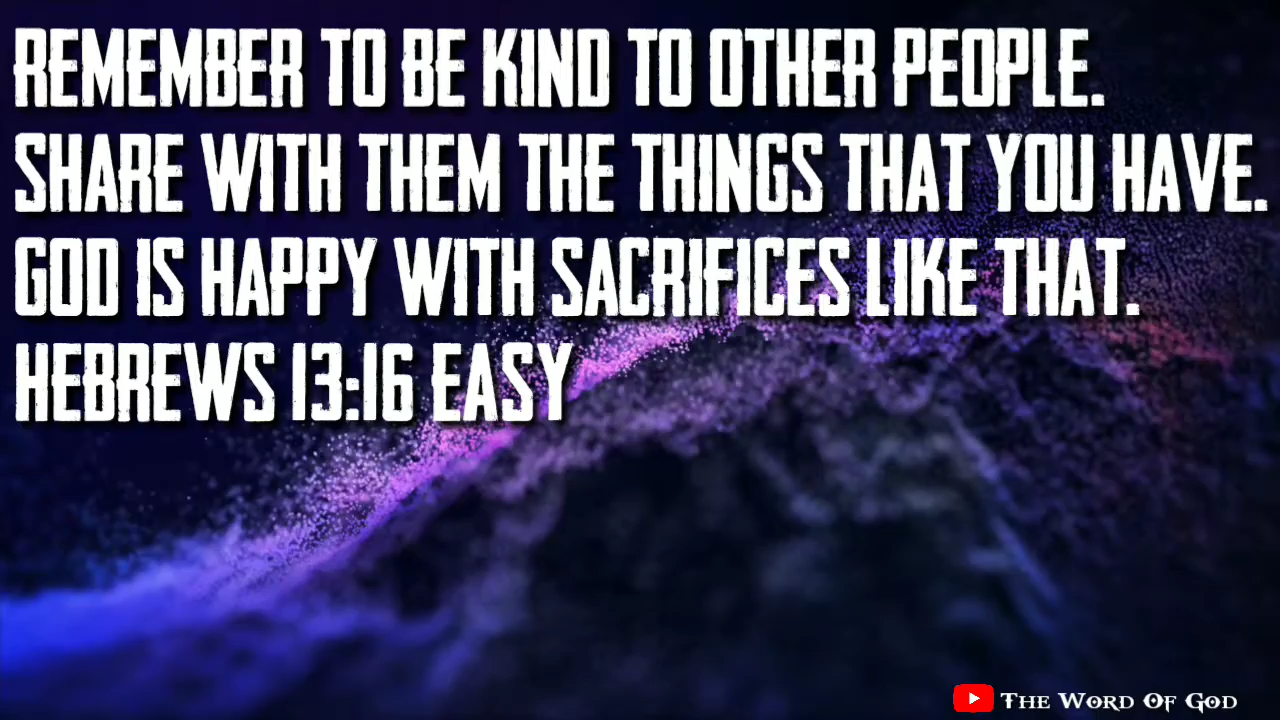 REMEMBER TO BE KIND TO OTHER PEOPLE.
SHARE WITH THEM THE THINGS THAT YOU HAVE.
GOD IS HAPPY WITH SACRIFICES LIKE THAT.
HEBREWS 13:16 EASY
The Word Of God